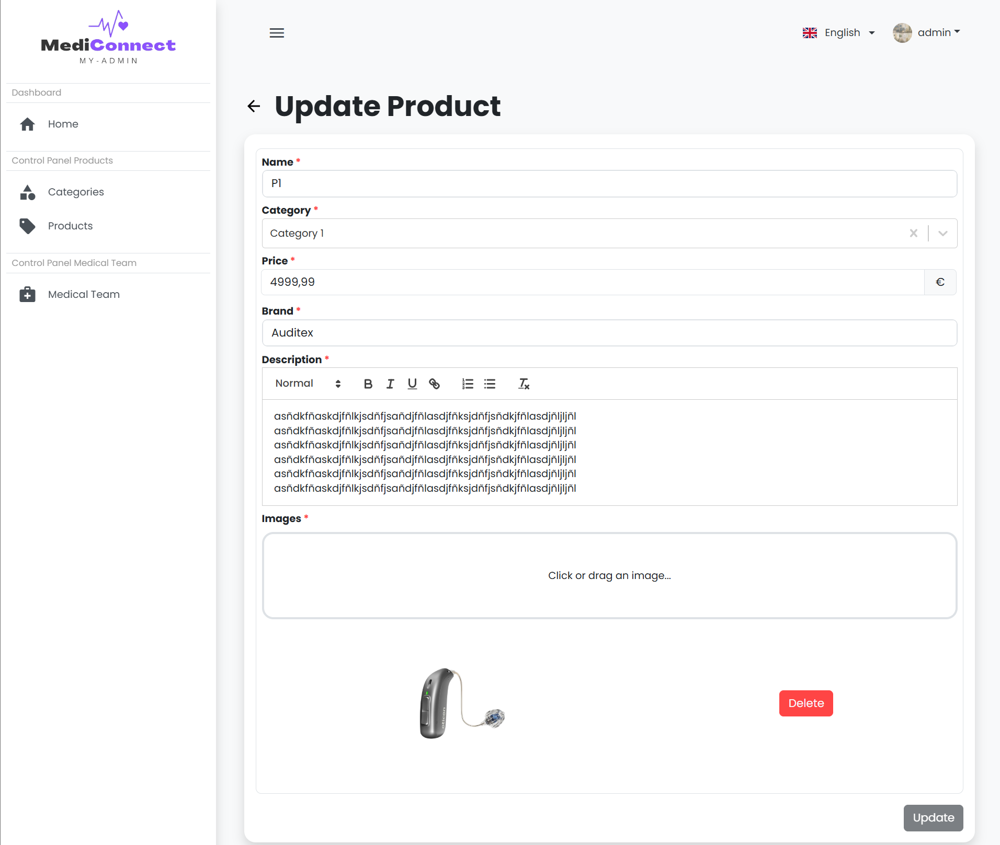 MediConnect
MY-ADMIN
Dashboard
Home
Control Panel Products
Categories
Products
Control Panel Medical Team
Medical Team
English
admin
Update Product
Name *
P1
Category *
Category 1
Price *
4999,99
€
Brand *
Auditex
Description *
Normal
asñdkfñaskdjfñlkjsdñfjsañdjfñlasdjfñksjdñfjsñdkjfñlasdjñljljñl
asñdkfñaskdjfñlkjsdñfjsañdjfñlasdjfñksjdñfjsñdkjfñlasdjñljljñl
asñdkfñaskdjfñlkjsdñfjsañdjfñlasdjfñksjdñfjsñdkjfñlasdjñljljñl
asñdkfñaskdjfñlkjsdñfjsañdjfñlasdjfñksjdñfjsñdkjfñlasdjñljljñl
asñdkfñaskdjfñlkjsdñfjsañdjfñlasdjfñksjdñfjsñdkjfñlasdjñljljñl
asñdkfñaskdjfñlkjsdñfjsañdjfñlasdjfñksjdñfjsñdkjfñlasdjñljljñl
Images *
Click or drag an image...
oticon
Delete
Update